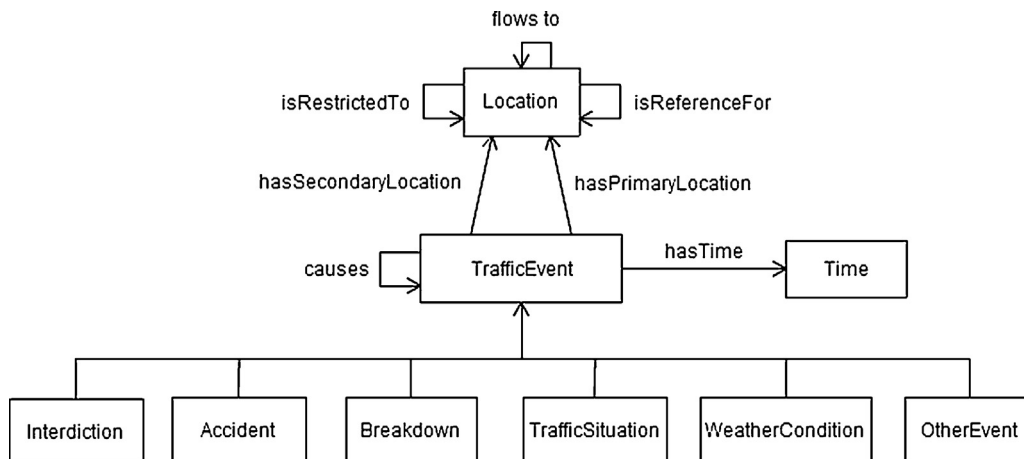 flows to
isRestrictedTo
Location
isReferenceFor
hasSecondaryLocation
hasPrimaryLocation
causes
TrafficEvent
hasTime
Time
Interdiction
Accident
Breakdown
TrafficSituation
WeatherCondition
OtherEvent